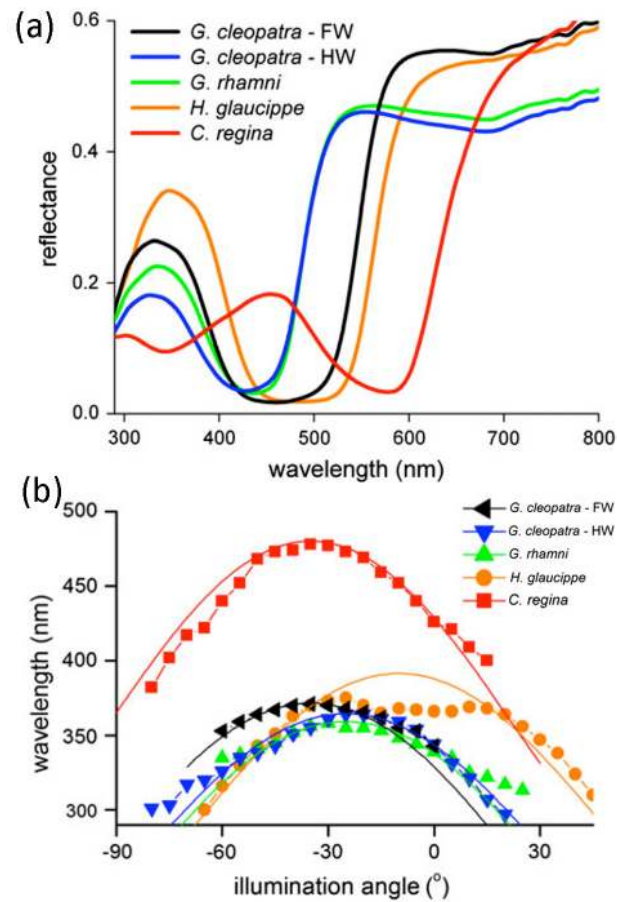 (a)
0.6
0.4
0.2
0.0
reflectance
G. cleopatra - FW
G. cleopatra - HW
G. rhamni
H. glaucippe
C. regina
300 400 500 600 700 800
wavelength (nm)
(b)
500
450
400
350
300
wavelength (nm)
G. cleopatra - FW
G. cleopatra - HW
G. rhamni
H. glaucippe
C. regina
-90 -60 -30 0 30
illumination angle (°)